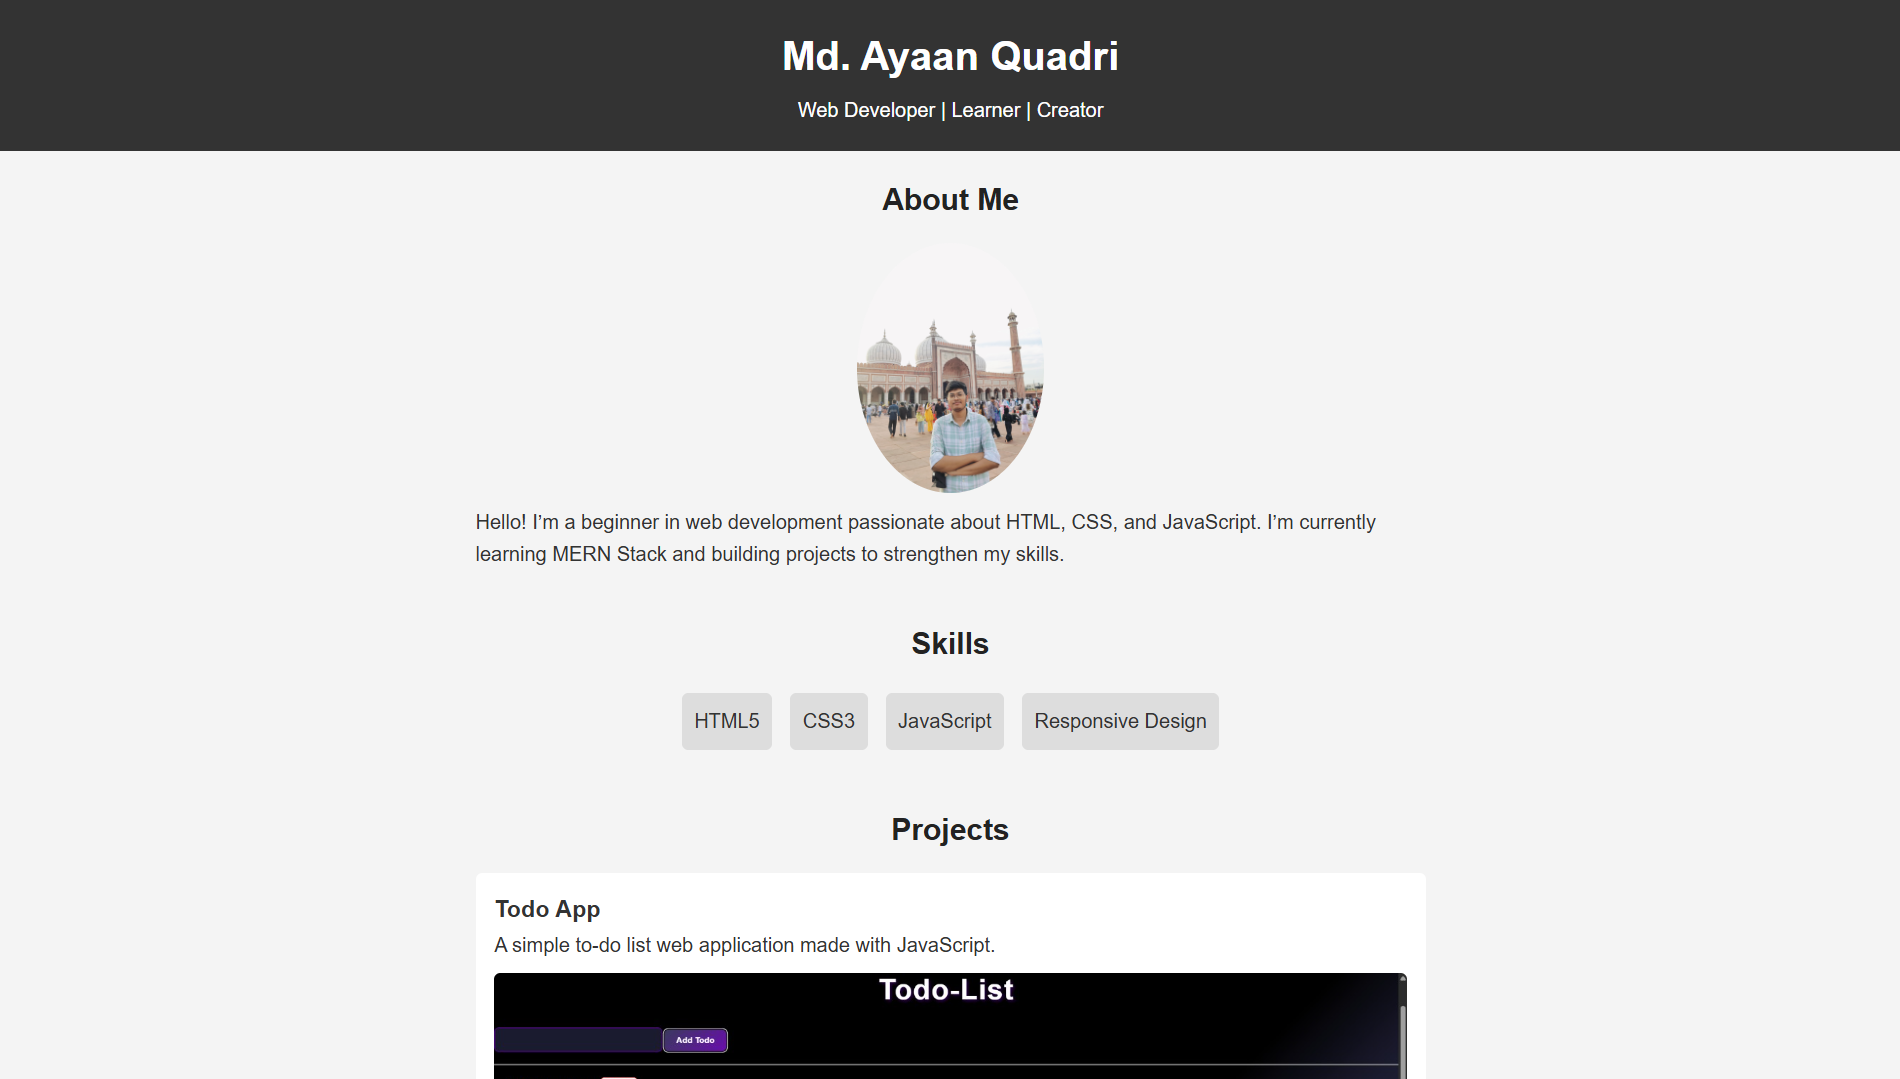 Md. Ayaan Quadri
Web Developer | Learner | Creator
About Me
Hello! I’m a beginner in web development passionate about HTML, CSS, and JavaScript. I’m currently
learning MERN Stack and building projects to strengthen my skills.
Skills
HTML5 CSS3 JavaScript Responsive Design
Projects
Todo App
A simple to-do list web application made with JavaScript.
Todo-List
Add Todo